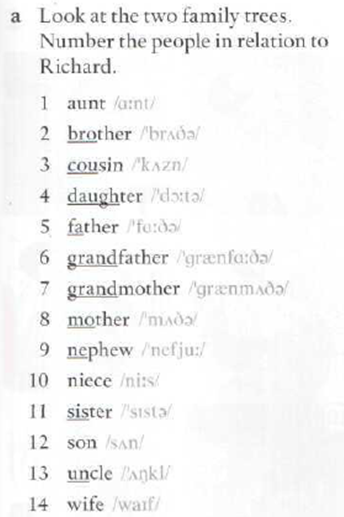 a Look at the two family trees.
Number the people in relation to
Richard.
1 aunt /ɑːnt/
2 brother /ˈbrʌðə/
3 cousin /ˈkʌzn/
4 daughter /ˈdɔːtə/
5 father /ˈfɑːðə/
6 grandfather /ˈgrænfɑːðə/
7 grandmother /ˈgrænmʌðə/
8 mother /ˈmʌðə/
9 nephew /ˈnefjuː/
10 niece /niːs/
11 sister /ˈsɪstə/
12 son /sʌn/
13 uncle /ˈʌŋkl/
14 wife /waɪf/